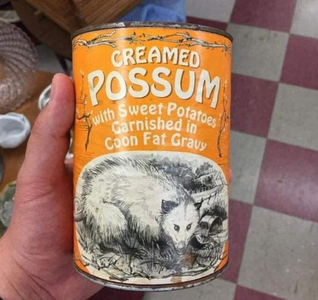 CREAMED
POSSUM
with Sweet Potatoes
Garnished in
Coon Fat Gravy